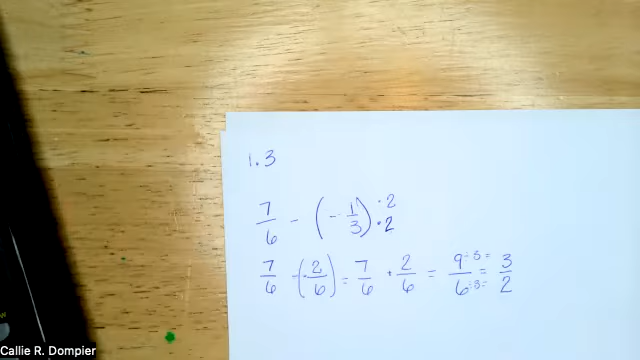 1.3
7/6 - (- 1/3) · 2 · 2
7/6 - (- 2/6) = 7/6 + 2/6 = 9 ÷ 3 = / 6 ÷ 3 = = 3/2
Callie R. Dompier